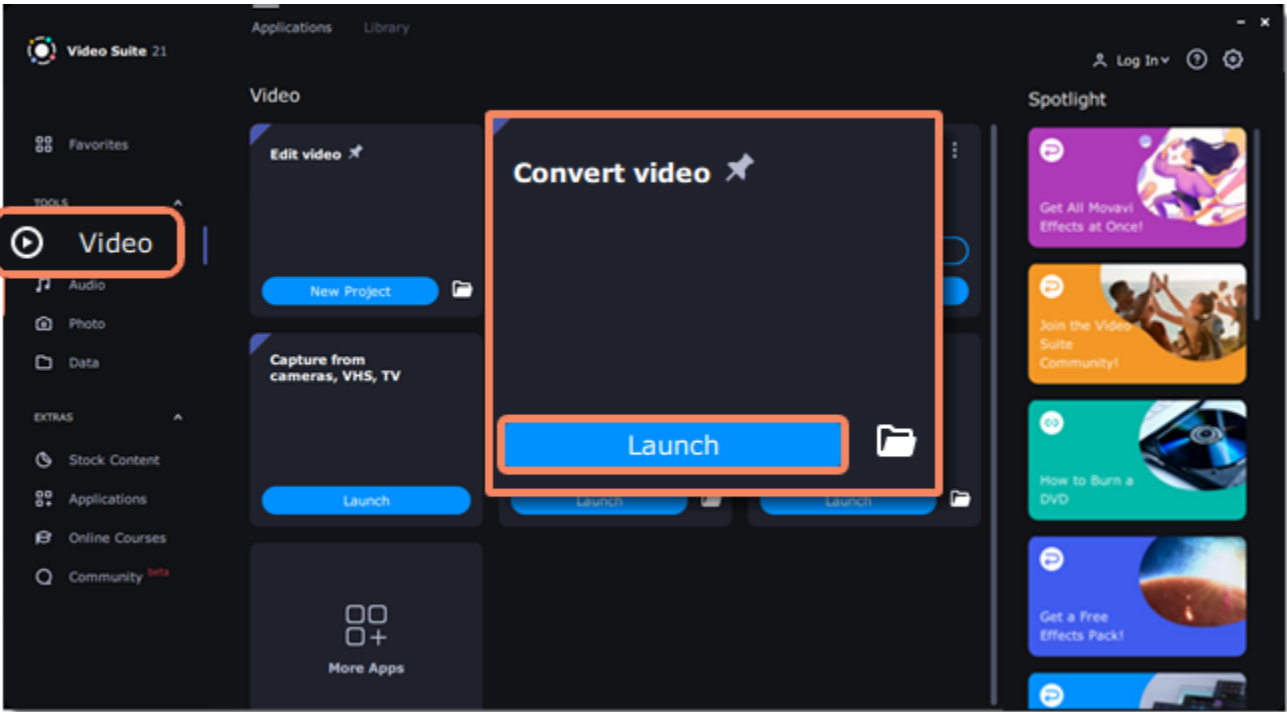 Applications Library
Video Suite 21
Log In
Video
Spotlight
Favorites
Edit video
Convert video
TOOLS
Get All Movavi
Effects at Once!
Video
Audio
New Project
Photo
Join the Video
Suite
Community!
Data
Capture from
cameras, VHS, TV
EXTRAS
Launch
Stock Content
How to Burn a
DVD
Applications
Launch
Launch
Launch
Online Courses
Community beta
Get a Free
Effects Pack!
More Apps